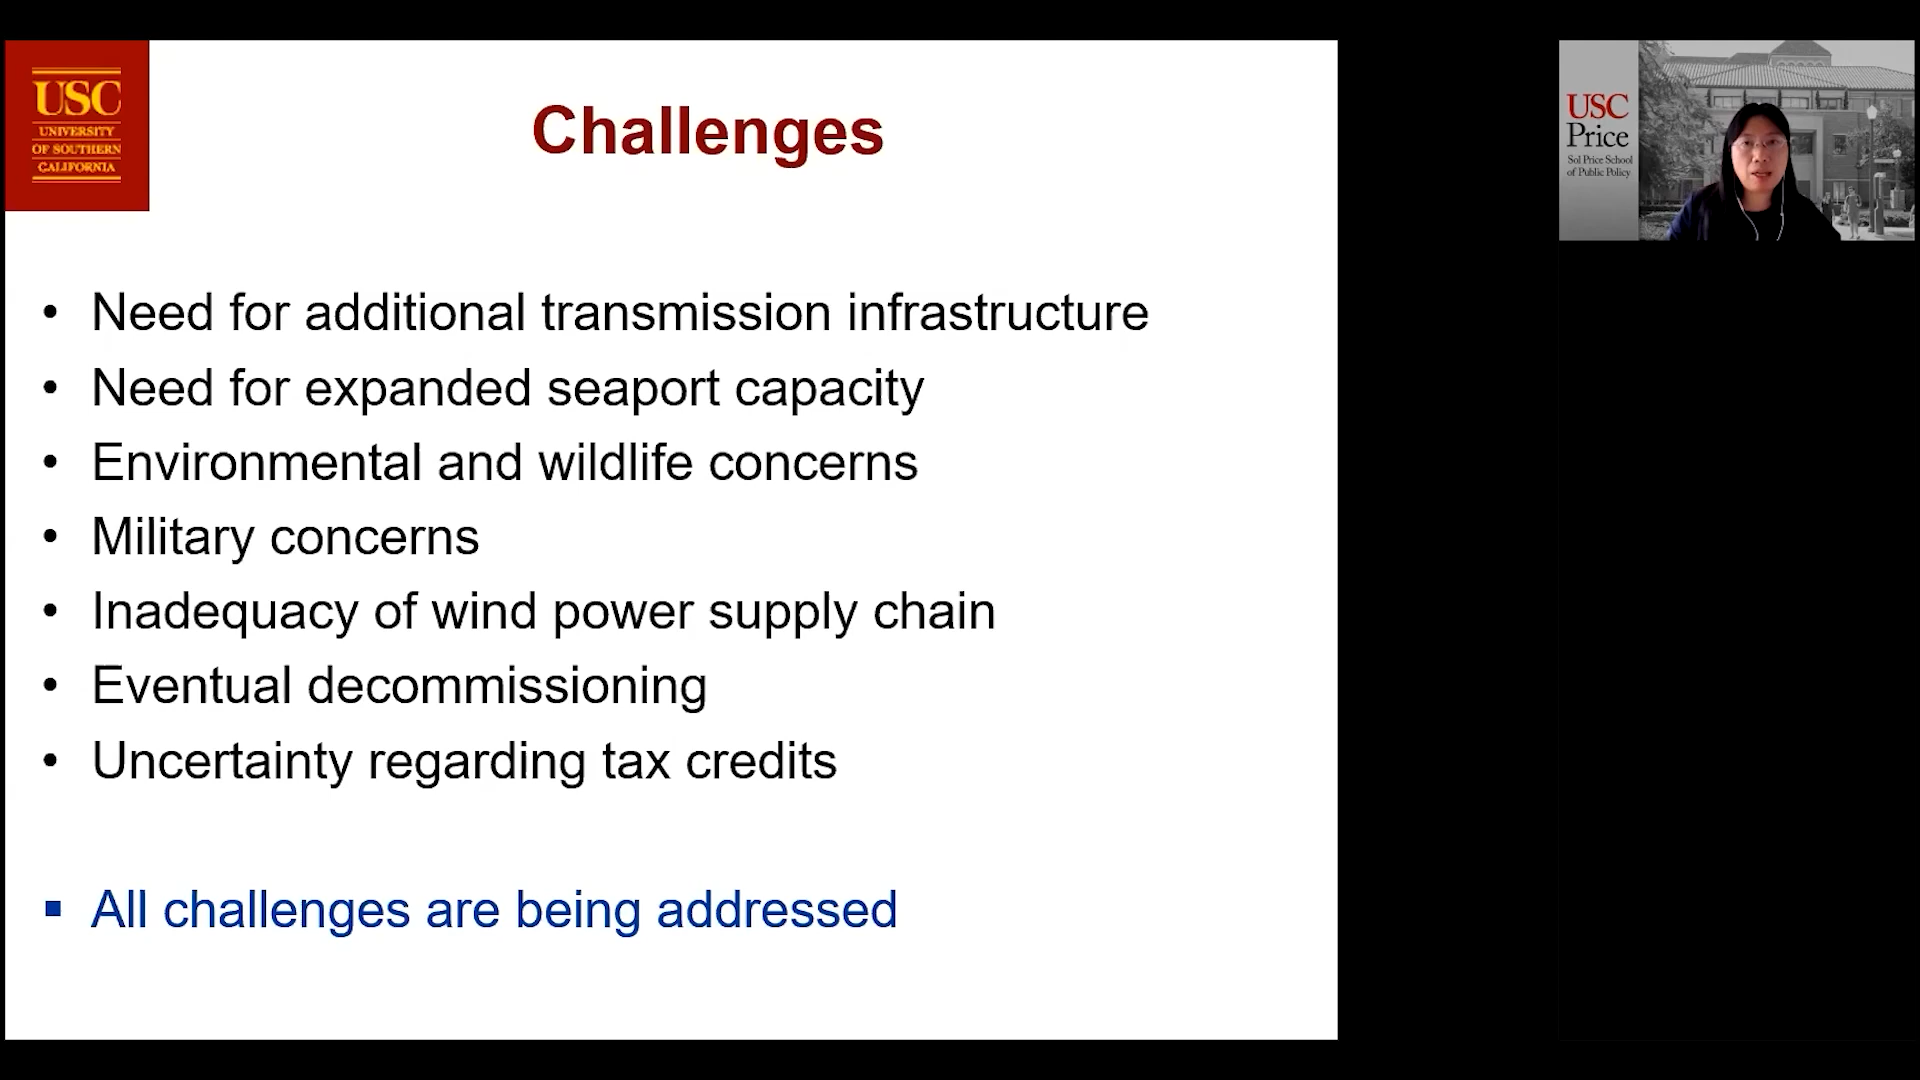 USC
UNIVERSITY
OF SOUTHERN
CALIFORNIA
Challenges
• Need for additional transmission infrastructure
• Need for expanded seaport capacity
• Environmental and wildlife concerns
• Military concerns
• Inadequacy of wind power supply chain
• Eventual decommissioning
• Uncertainty regarding tax credits
▪ All challenges are being addressed
USC
Price
Sol Price School
of Public Policy